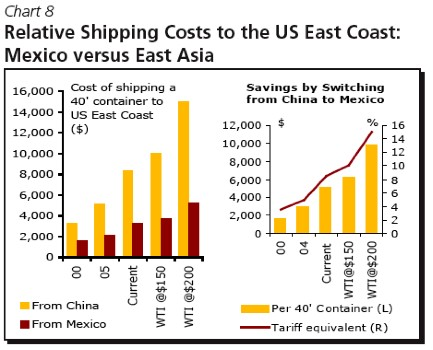 Chart 8
Relative Shipping Costs to the US East Coast:
Mexico versus East Asia
Cost of shipping a
40' container to
US East Coast
($)
16,000
14,000
12,000
10,000
8,000
6,000
4,000
2,000
0
00
05
Current
WTI @$150
WTI @$200
From China
From Mexico
Savings by Switching
from China to Mexico
$
%
12,000
10,000
8,000
6,000
4,000
2,000
0
16
14
12
10
8
6
4
2
0
00
04
Current
WTI@$150
WTI@$200
Per 40' Container (L)
Tariff equivalent (R)